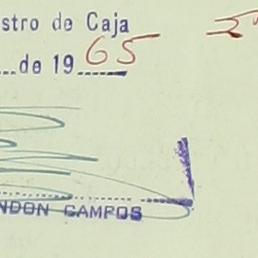 stro de Caja
de 19 65
NDON CAMPOS